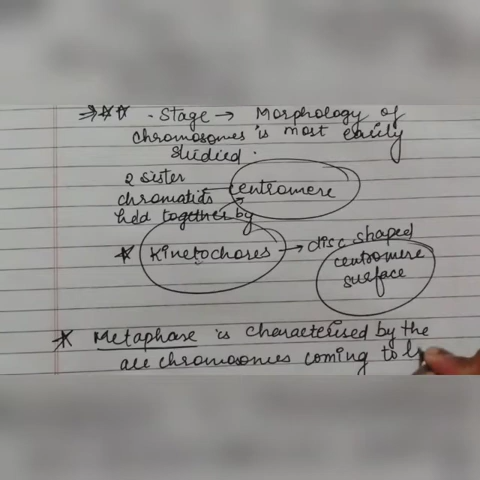 ⇒☆☆ · Stage → Morphology of
chromosomes is most easily
studied.
2 sister
chromatids centromere
held together by
☆ Kinetochores → disc shaped
centromere
surface
☆ Metaphase is characterised by the
all chromosomes coming to